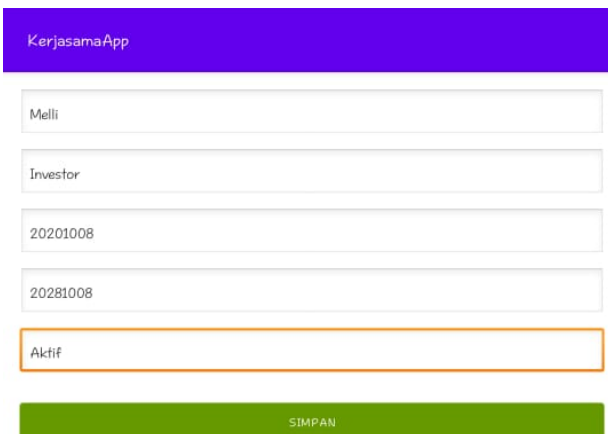 KerjasamaApp
Melli
Investor
20201008
20281008
Aktif
SIMPAN